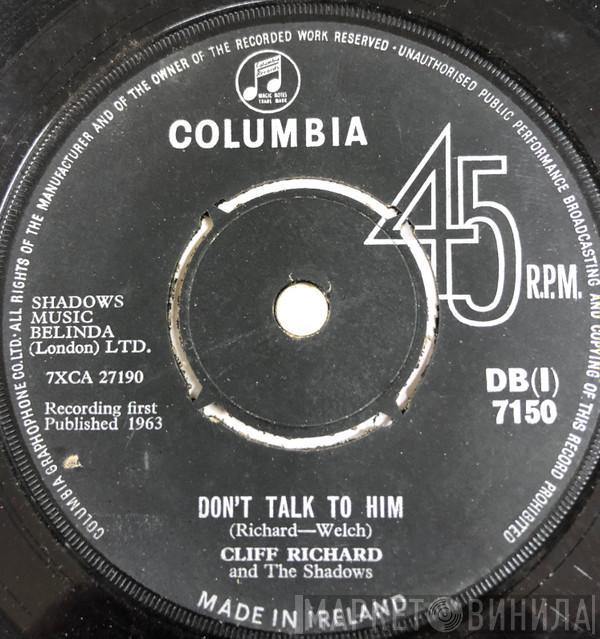 COLUMBIA GRAPHOPHONE CO.LTD·ALL RIGHTS OF THE MANUFACTURER AND OF THE OWNER OF THE RECORDED WORK RESERVED · UNAUTHORISED PUBLIC PERFORMANCE BROADCASTING AND COPYING OF THIS RECORD PROHIBITED
MAGIC NOTES
TRADE MARK
COLUMBIA
45
R.P.M.
SHADOWS
MUSIC
BELINDA
(London) LTD.
7XCA 27190
Recording first
Published 1963
DB(I)
7150
DON'T TALK TO HIM
(Richard—Welch)
CLIFF RICHARD
and The Shadows
MADE IN IRELAND
МАРКЕТ ВИНИЛА